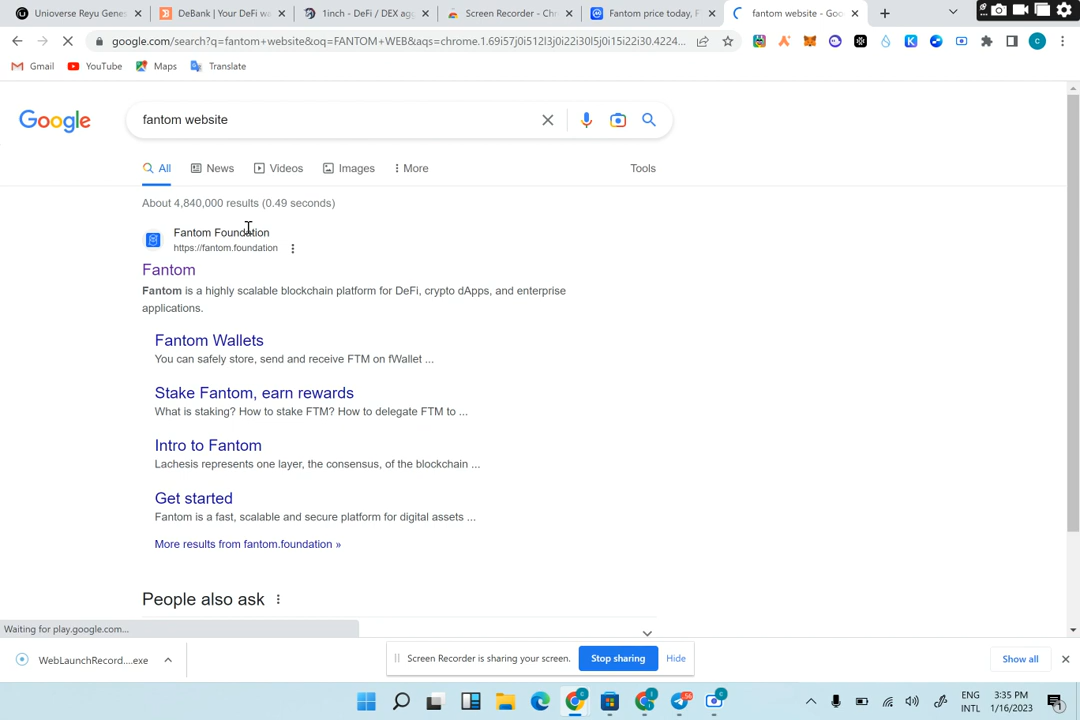 Unioverse Reyu Genes
DeBank | Your DeFi wa
1inch - DeFi / DEX agg
Screen Recorder - Chr
Fantom price today, F
fantom website - Goo
google.com/search?q=fantom+website&oq=FANTOM+WEB&aqs=chrome.1.69i57j0i512l3j0i22i30l5j0i15i22i30.4224...
Gmail
YouTube
Maps
Translate
Google
fantom website
All
News
Videos
Images
More
Tools
About 4,840,000 results (0.49 seconds)
Fantom Foundation
https://fantom.foundation
Fantom
Fantom is a highly scalable blockchain platform for DeFi, crypto dApps, and enterprise
applications.
Fantom Wallets
You can safely store, send and receive FTM on fWallet ...
Stake Fantom, earn rewards
What is staking? How to stake FTM? How to delegate FTM to ...
Intro to Fantom
Lachesis represents one layer, the consensus, of the blockchain ...
Get started
Fantom is a fast, scalable and secure platform for digital assets ...
More results from fantom.foundation »
People also ask
Waiting for play.google.com...
WebLaunchRecord....exe
Screen Recorder is sharing your screen.
Stop sharing
Hide
Show all
ENG
INTL
3:35 PM
1/16/2023